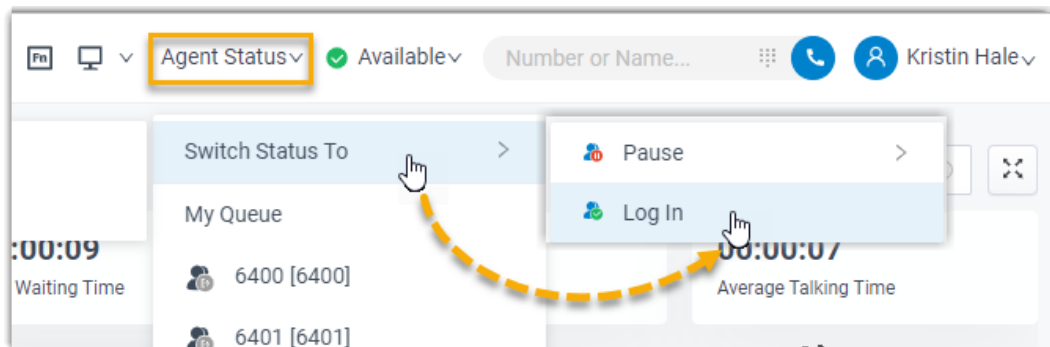 Fn Agent Status Available Number or Name... Kristin Hale
Switch Status To
Pause
My Queue
Log In
:00:09
00:00:07
Waiting Time
6400 [6400]
Average Talking Time
6401 [6401]